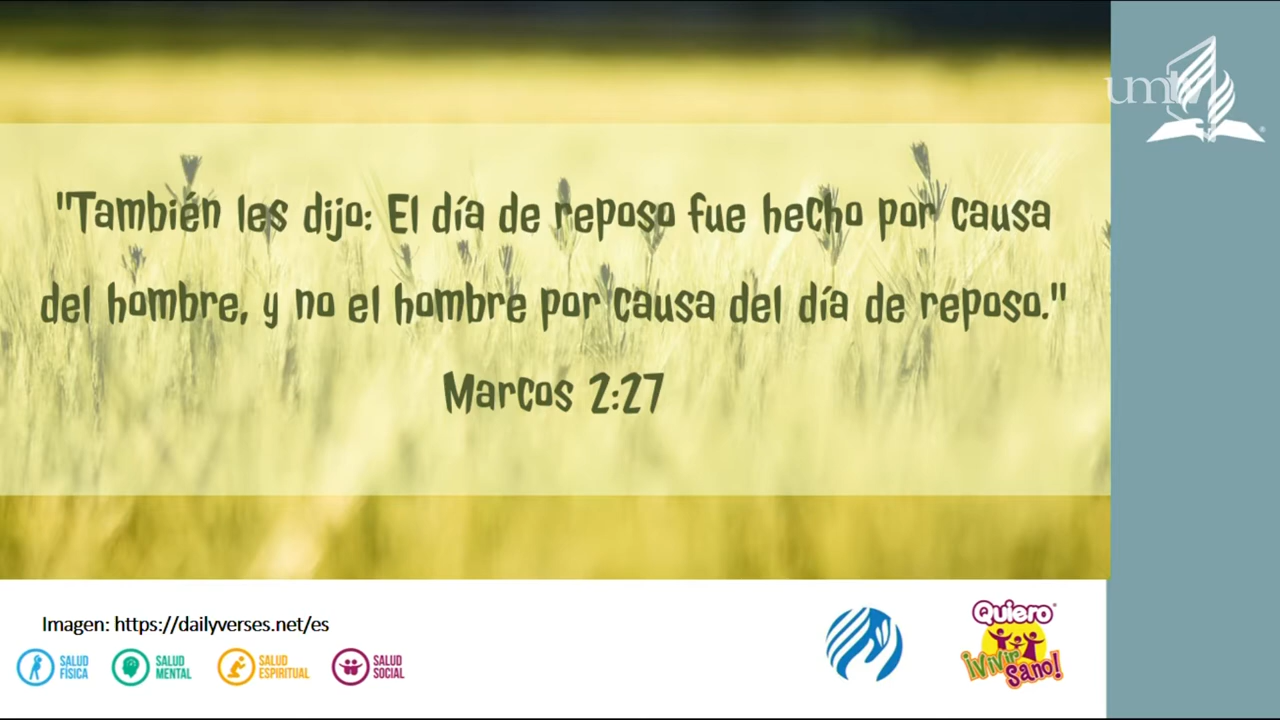 "También les dijo: El día de reposo fue hecho por causa
del hombre, y no el hombre por causa del día de reposo."
Marcos 2:27
Imagen: https://dailyverses.net/es
SALUD
FÍSICA
SALUD
MENTAL
SALUD
ESPIRITUAL
SALUD
SOCIAL
Quiero
¡Vivir
Sano!